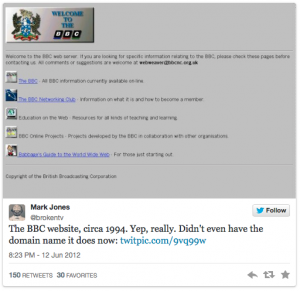 WELCOME
TO
THE
BBC
Welcome to the BBC web server. If you are looking for specific information relating to the BBC, please check these pages before
contacting us. All comments or suggestions are welcome at webmaster@bbcnc.org.uk
The BBC - All BBC information currently available online.
The BBC Networking Club - Information on what it is and how to become a member.
Education on the Web - Resources for all kinds of teaching and learning.
BBC Online Projects - Projects developed by the BBC in collaboration with other organisations
Babbage's Guide to the World Wide Web - For those just starting out
Copyright of the British Broadcasting Corporation
Mark Jones
@brokentv
Follow
The BBC website, circa 1994. Yep, really. Didn't even have the
domain name it does now: twitpic.com/9vq99w
8:23 PM - 12 Jun 2012
150 RETWEETS 30 FAVORITES